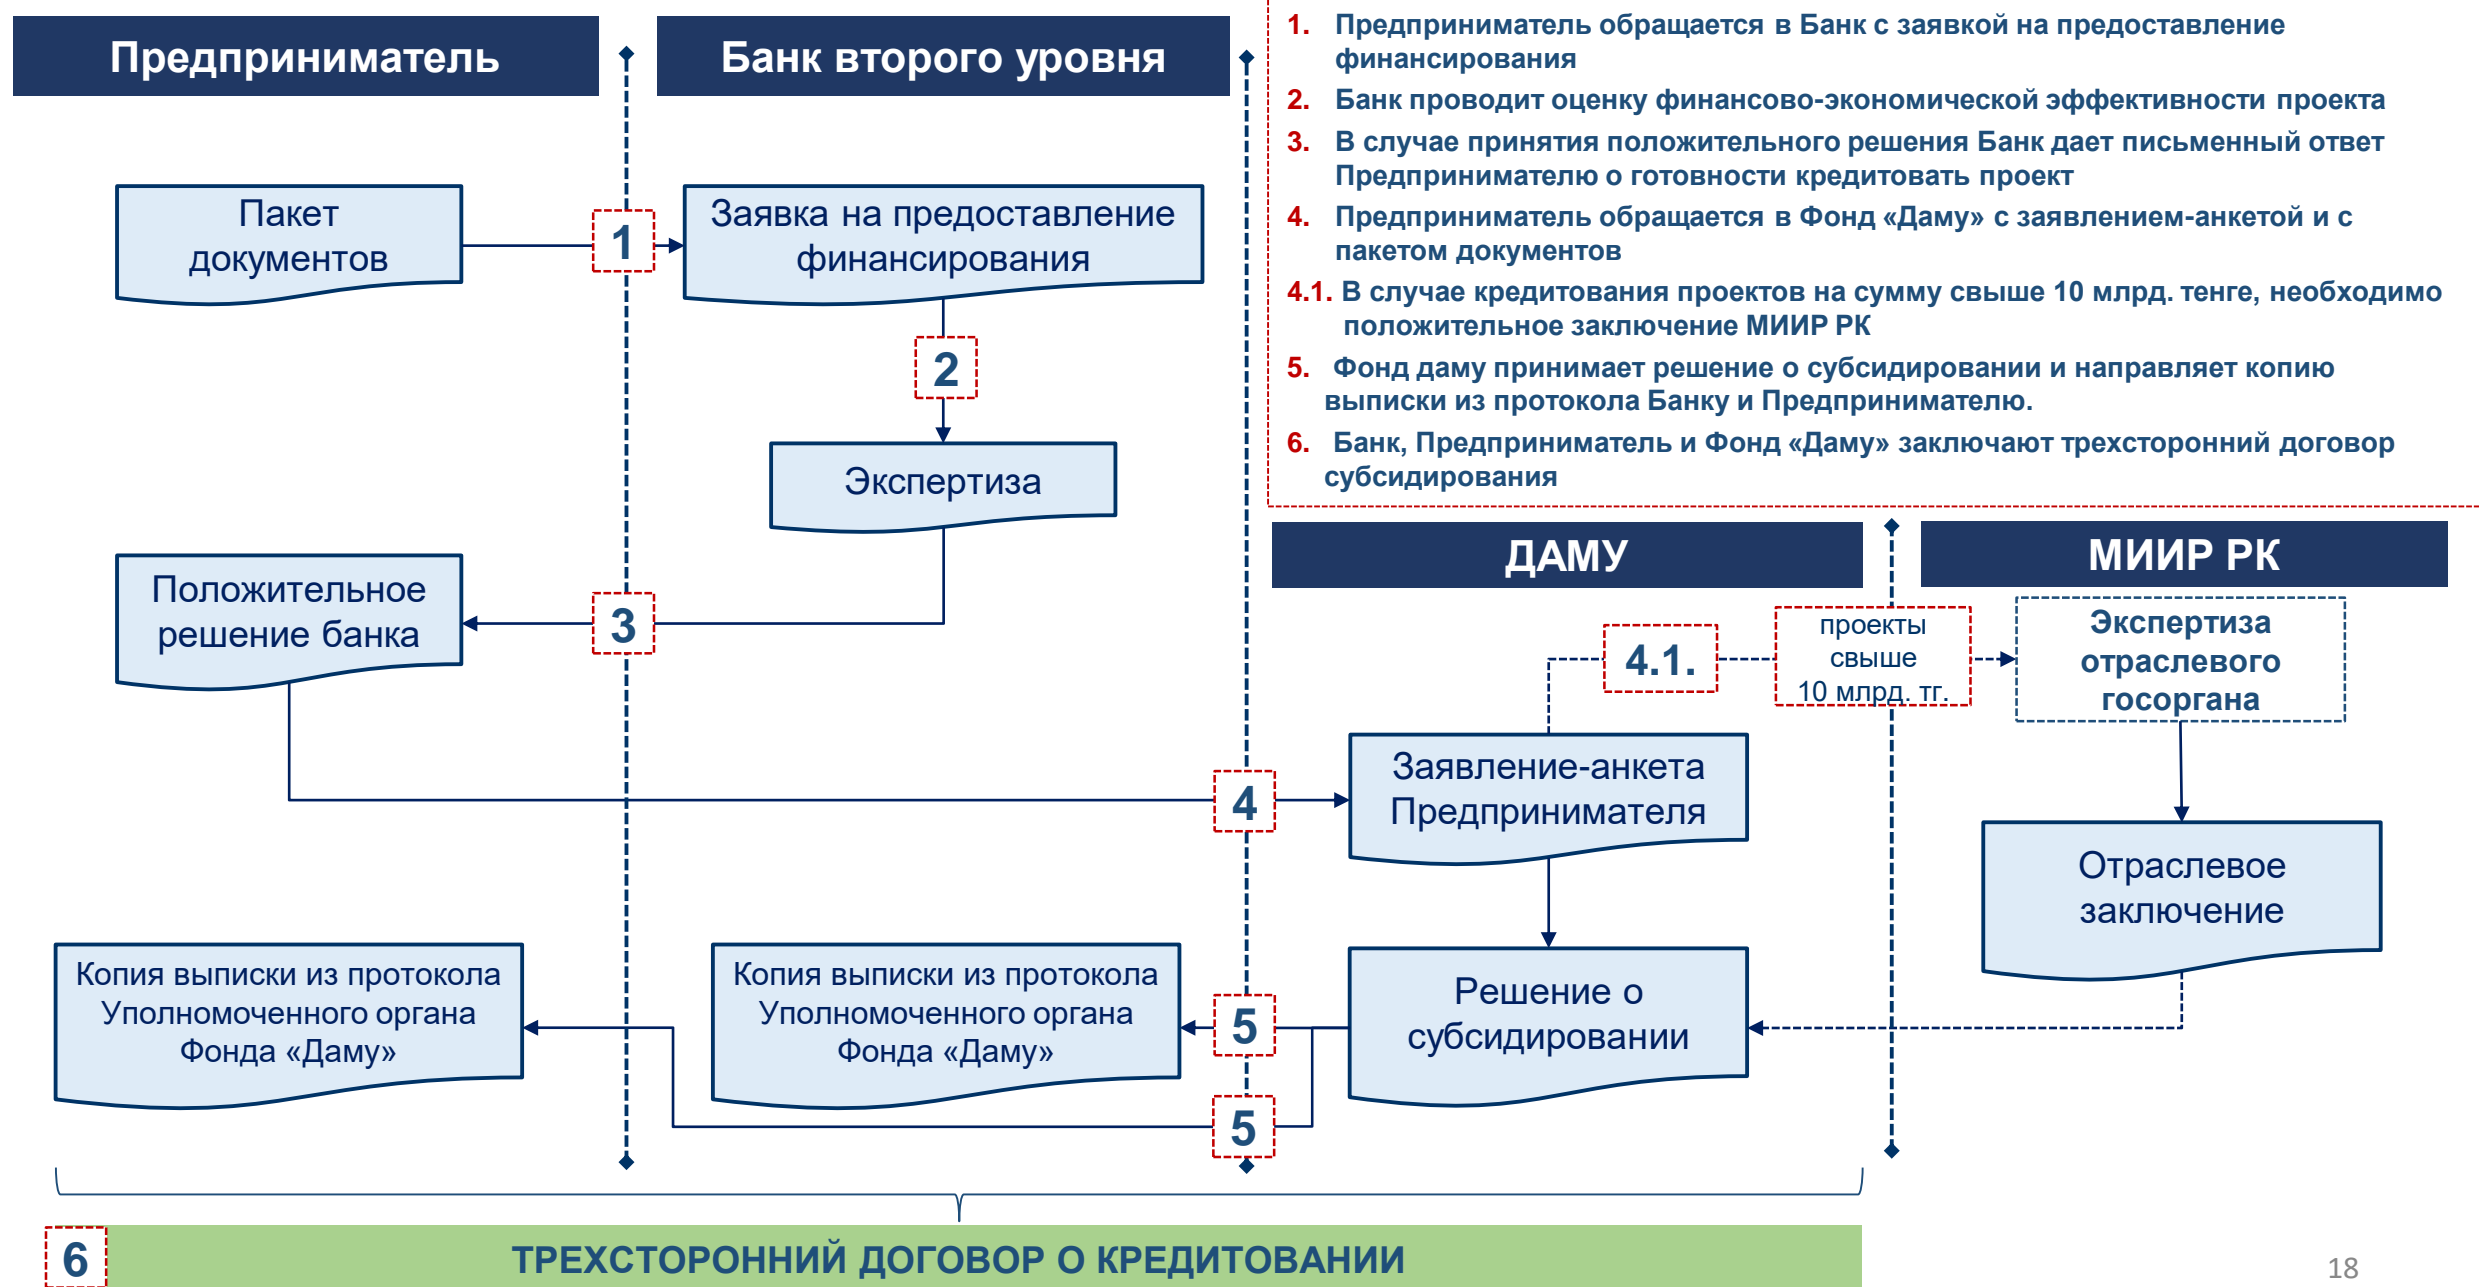 Предприниматель
Банк второго уровня
1. Предприниматель обращается в Банк с заявкой на предоставление
финансирования
2. Банк проводит оценку финансово-экономической эффективности проекта
3. В случае принятия положительного решения Банк дает письменный ответ
Предпринимателю о готовности кредитовать проект
4. Предприниматель обращается в Фонд «Даму» с заявлением-анкетой и с
пакетом документов
4.1. В случае кредитования проектов на сумму свыше 10 млрд. тенге, необходимо
положительное заключение МИИР РК
5. Фонд даму принимает решение о субсидировании и направляет копию
выписки из протокола Банку и Предпринимателю.
6. Банк, Предприниматель и Фонд «Даму» заключают трехсторонний договор
субсидирования
Пакет
документов
1
Заявка на предоставление
финансирования
2
Экспертиза
Положительное
решение банка
3
ДАМУ
МИИР РК
4.1.
проекты
свыше
10 млрд. тг.
Экспертиза
отраслевого
госоргана
4
Заявление-анкета
Предпринимателя
Отраслевое
заключение
Копия выписки из протокола
Уполномоченного органа
Фонда «Даму»
Копия выписки из протокола
Уполномоченного органа
Фонда «Даму»
5
5
Решение о
субсидировании
6
ТРЕХСТОРОННИЙ ДОГОВОР О КРЕДИТОВАНИИ
18